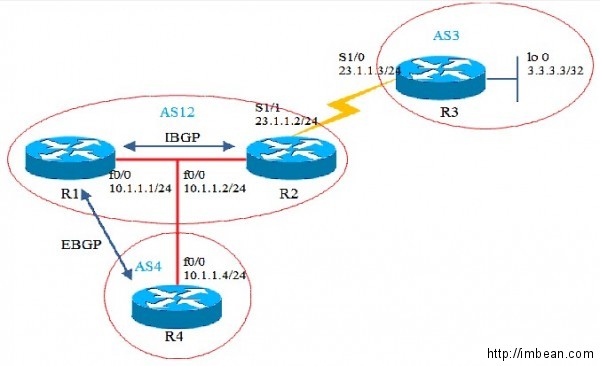 AS3
S1/0
23.1.1.3/24
lo 0
3.3.3.3/32
R3
AS12
S1/1
23.1.1.2/24
IBGP
R1
f0/0
10.1.1.1/24
f0/0
10.1.1.2/24
R2
EBGP
AS4
f0/0
10.1.1.4/24
R4
http://imbean.com